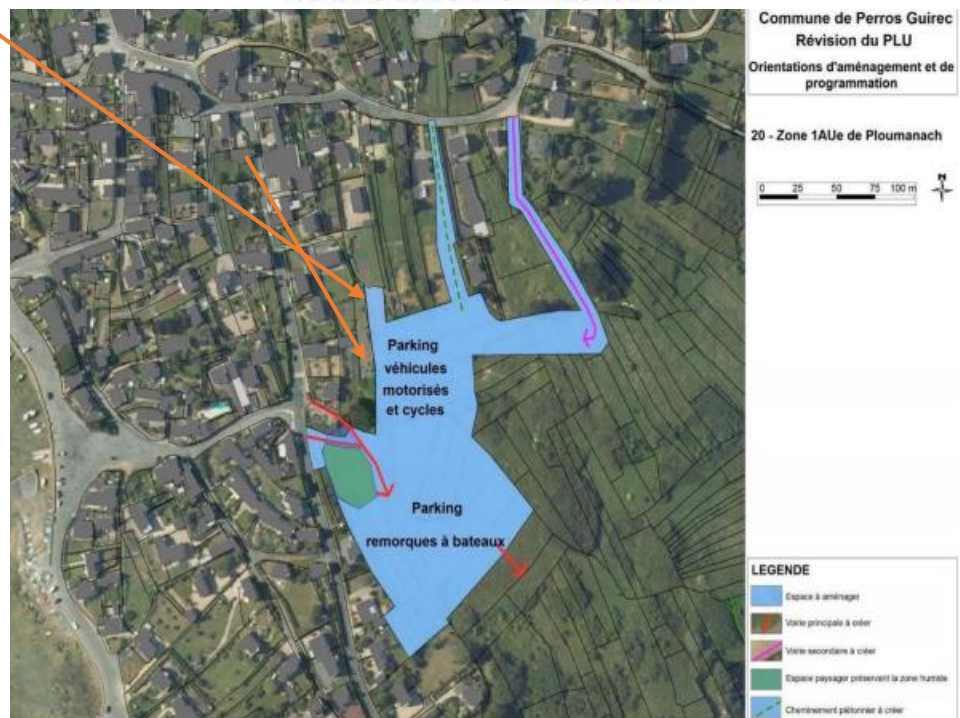 Commune de Perros Guirec
Révision du PLU
Orientations d'aménagement et de
programmation
20 - Zone 1AUe de Ploumanach
0 25 50 75 100 m
N
Parking
véhicules
motorisés
et cycles
Parking
remorques à bateaux
LEGENDE
Espace à aménager
Voirie principale à créer
Voirie secondaire à créer
Espace paysager préservant la zone humide
Cheminement piétonnier à créer